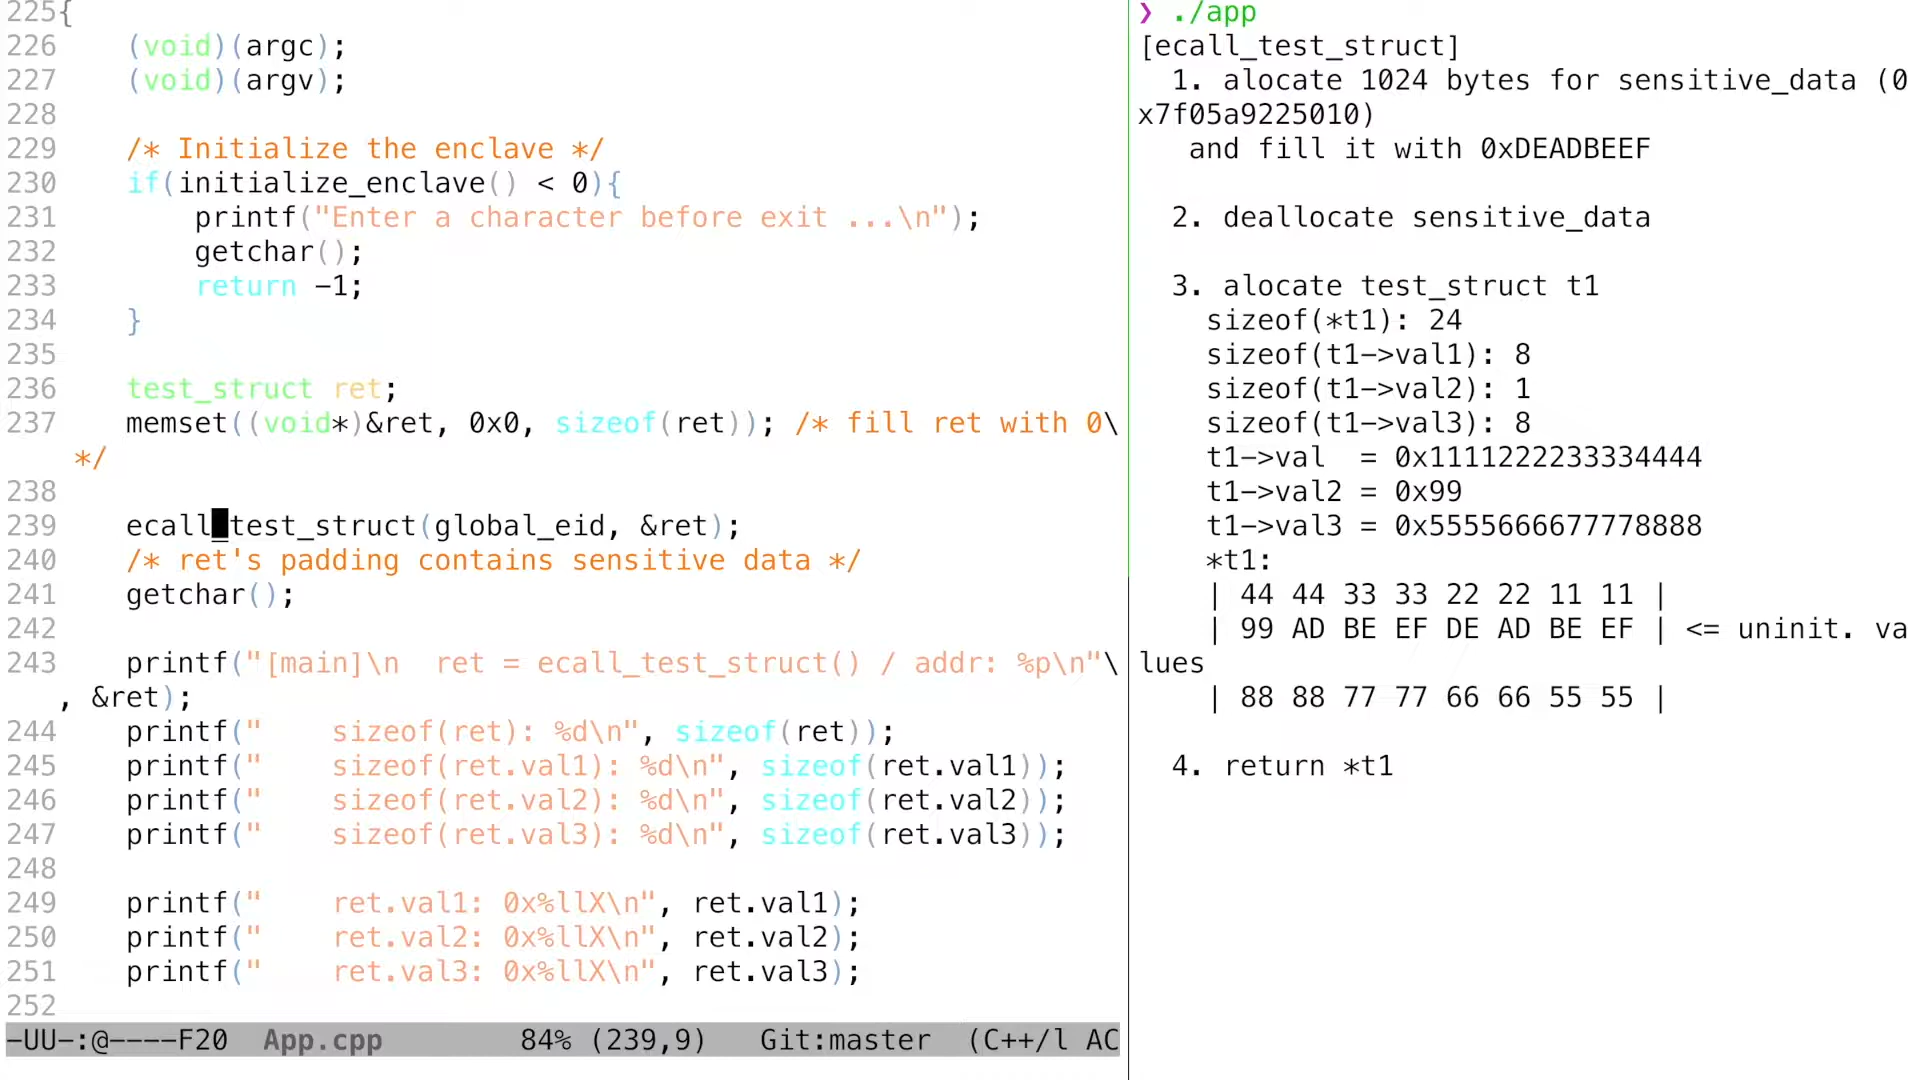 225{
226    (void)(argc);
227    (void)(argv);
228
229    /* Initialize the enclave */
230    if(initialize_enclave() < 0){
231        printf("Enter a character before exit ...\n");
232        getchar();
233        return -1;
234    }
235
236    test_struct ret;
237    memset((void*)&ret, 0x0, sizeof(ret)); /* fill ret with 0\
    */
238
239    ecall_test_struct(global_eid, &ret);
240    /* ret's padding contains sensitive data */
241    getchar();
242
243    printf("[main]\n  ret = ecall_test_struct() / addr: %p\n"\
   , &ret);
244    printf("    sizeof(ret): %d\n", sizeof(ret));
245    printf("    sizeof(ret.val1): %d\n", sizeof(ret.val1));
246    printf("    sizeof(ret.val2): %d\n", sizeof(ret.val2));
247    printf("    sizeof(ret.val3): %d\n", sizeof(ret.val3));
248
249    printf("    ret.val1: 0x%llX\n", ret.val1);
250    printf("    ret.val2: 0x%llX\n", ret.val2);
251    printf("    ret.val3: 0x%llX\n", ret.val3);
252
-UU-:@----F20  App.cpp        84% (239,9)   Git:master  (C++/l AC
❯ ./app
[ecall_test_struct]
  1. alocate 1024 bytes for sensitive_data (0
x7f05a9225010)
   and fill it with 0xDEADBEEF

  2. deallocate sensitive_data

  3. alocate test_struct t1
    sizeof(*t1): 24
    sizeof(t1->val1): 8
    sizeof(t1->val2): 1
    sizeof(t1->val3): 8
    t1->val  = 0x1111222233334444
    t1->val2 = 0x99
    t1->val3 = 0x5555666677778888
    *t1:
    | 44 44 33 33 22 22 11 11 |
    | 99 AD BE EF DE AD BE EF | <= uninit. va
lues
    | 88 88 77 77 66 66 55 55 |

  4. return *t1